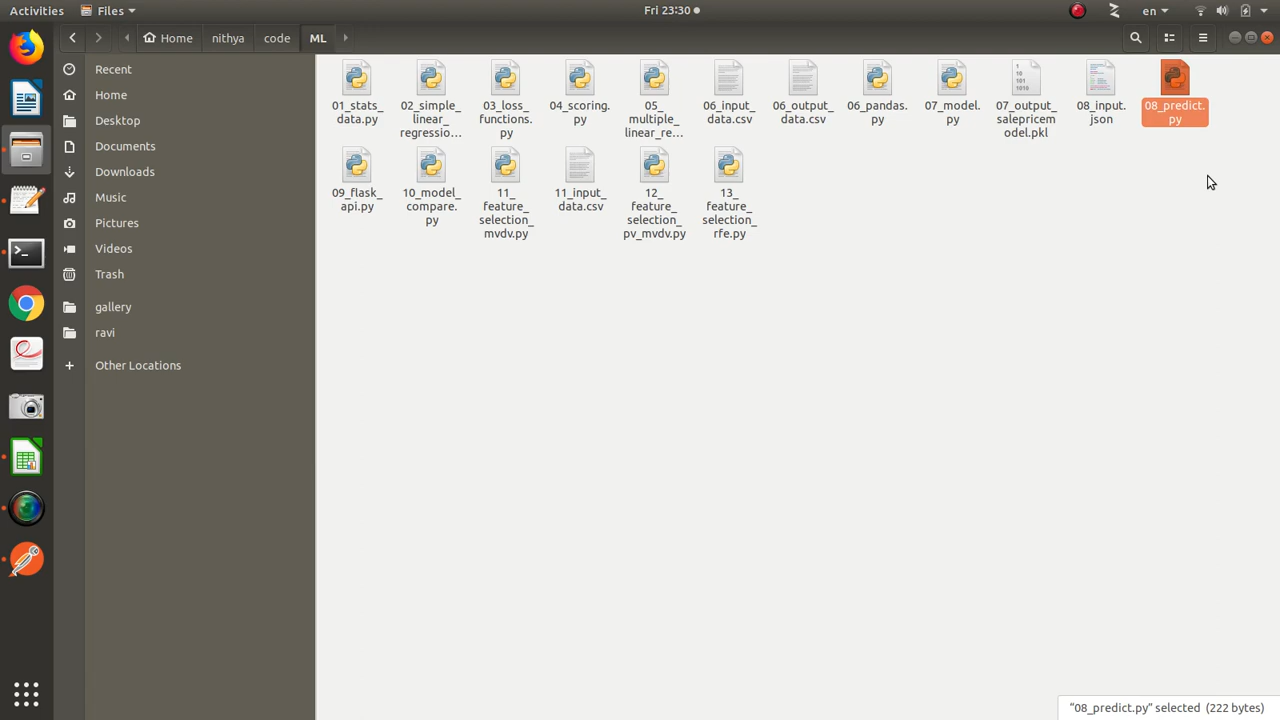 Activities
Files
Fri 23:30
en
Home
nithya
code
ML
Recent
Home
Desktop
Documents
Downloads
Music
Pictures
Videos
Trash
gallery
ravi
Other Locations
01_stats_
data.py
02_simple_
linear_
regressio...
03_loss_
functions.
py
04_scoring.
py
05_
multiple_
linear_re...
06_input_
data.csv
06_output_
data.csv
06_pandas.
py
07_model.
py
07_output_
salepricem
odel.pkl
08_input.
json
08_predict.
py
09_flask_
api.py
10_model_
compare.
py
11_
feature_
selection_
mvdv.py
11_input_
data.csv
12_
feature_
selection_
pv_mvdv.py
13_
feature_
selection_
rfe.py
"08_predict.py" selected (222 bytes)